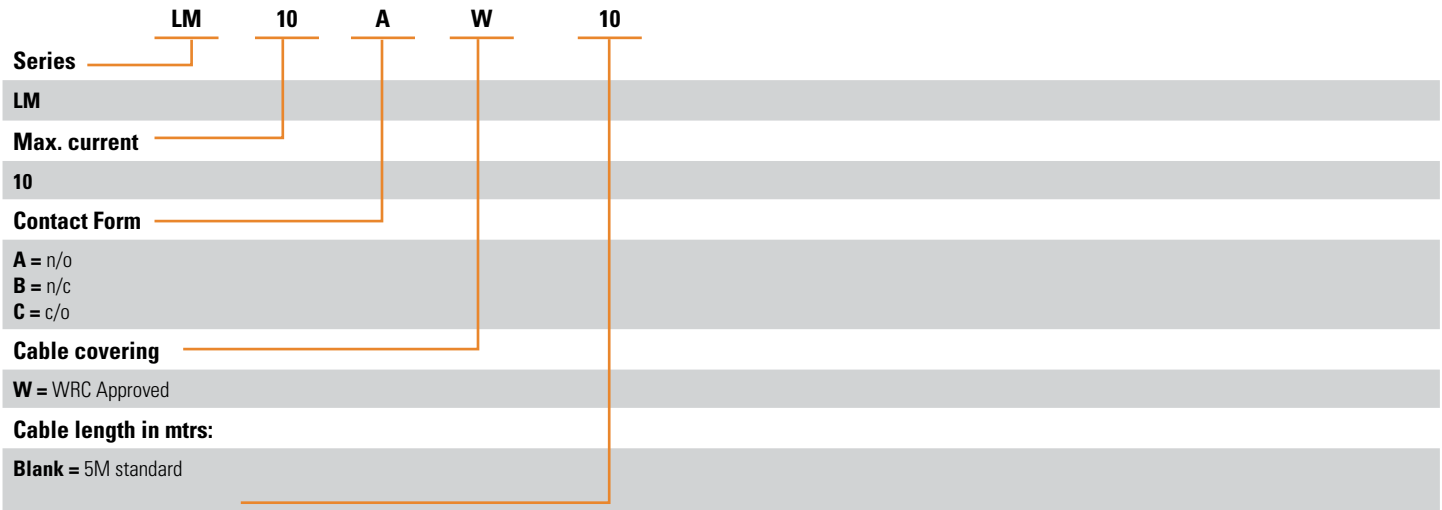 LM 10 A W 10
Series
LM
Max. current
10
Contact Form
A = n/o
B = n/c
C = c/o
Cable covering
W = WRC Approved
Cable length in mtrs:
Blank = 5M standard